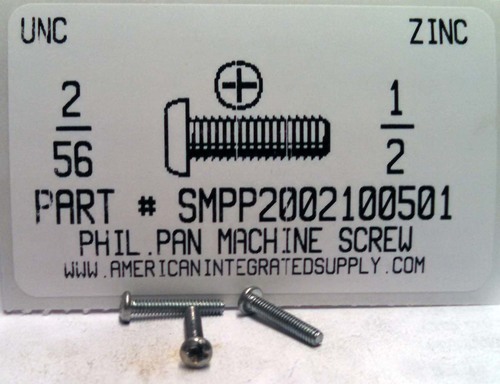 UNC ZINC
2 1
56 2
PART # SMPP2002100501
PHIL.PAN MACHINE SCREW
WWW.AMERICANINTEGRATEDSUPPLY.COM